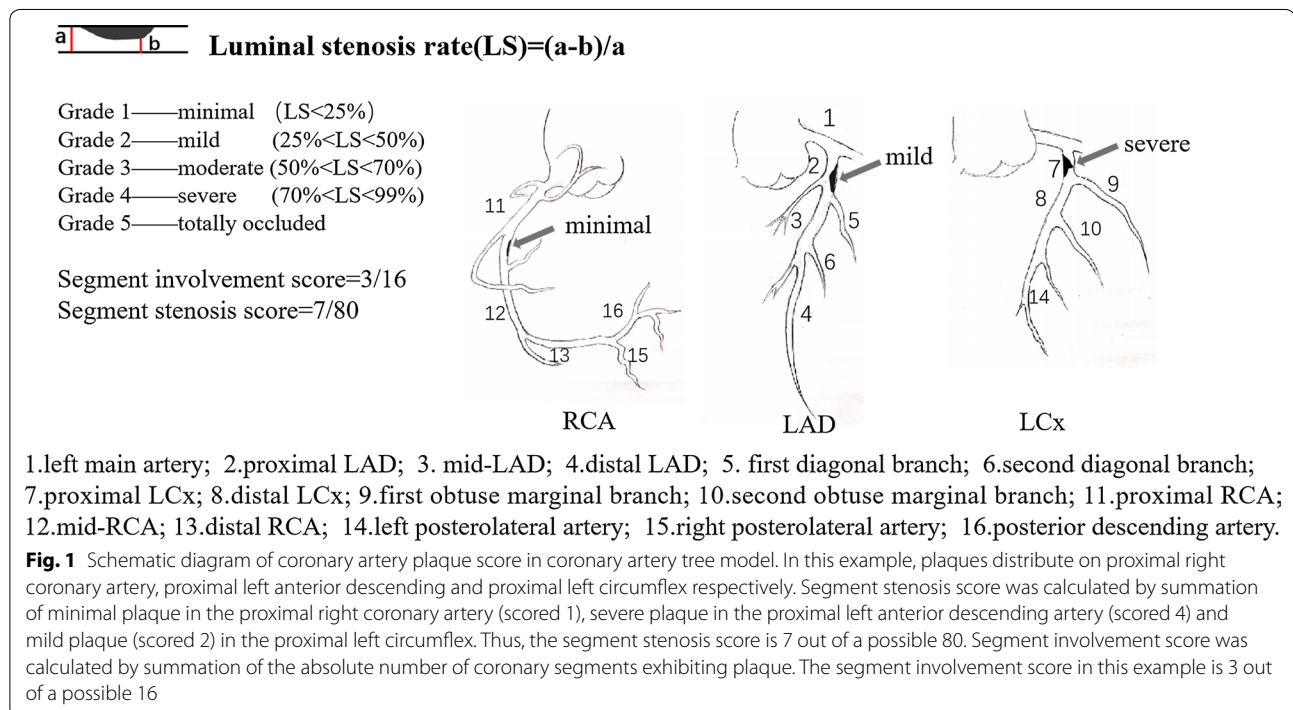 a
b
Luminal stenosis rate(LS)=(a-b)/a
Grade 1——minimal (LS<25%)
Grade 2——mild (25%<LS<50%)
Grade 3——moderate (50%<LS<70%)
Grade 4——severe (70%<LS<99%)
Grade 5——totally occluded
Segment involvement score=3/16
Segment stenosis score=7/80
11
minimal
12
16
13
15
RCA
1
2
mild
3
5
6
4
LAD
severe
7
9
8
10
14
LCx
1.left main artery; 2.proximal LAD; 3. mid-LAD; 4.distal LAD; 5. first diagonal branch; 6.second diagonal branch;
7.proximal LCx; 8.distal LCx; 9.first obtuse marginal branch; 10.second obtuse marginal branch; 11.proximal RCA;
12.mid-RCA; 13.distal RCA; 14.left posterolateral artery; 15.right posterolateral artery; 16.posterior descending artery.
Fig. 1 Schematic diagram of coronary artery plaque score in coronary artery tree model. In this example, plaques distribute on proximal right
coronary artery, proximal left anterior descending and proximal left circumflex respectively. Segment stenosis score was calculated by summation
of minimal plaque in the proximal right coronary artery (scored 1), severe plaque in the proximal left anterior descending artery (scored 4) and
mild plaque (scored 2) in the proximal left circumflex. Thus, the segment stenosis score is 7 out of a possible 80. Segment involvement score was
calculated by summation of the absolute number of coronary segments exhibiting plaque. The segment involvement score in this example is 3 out
of a possible 16